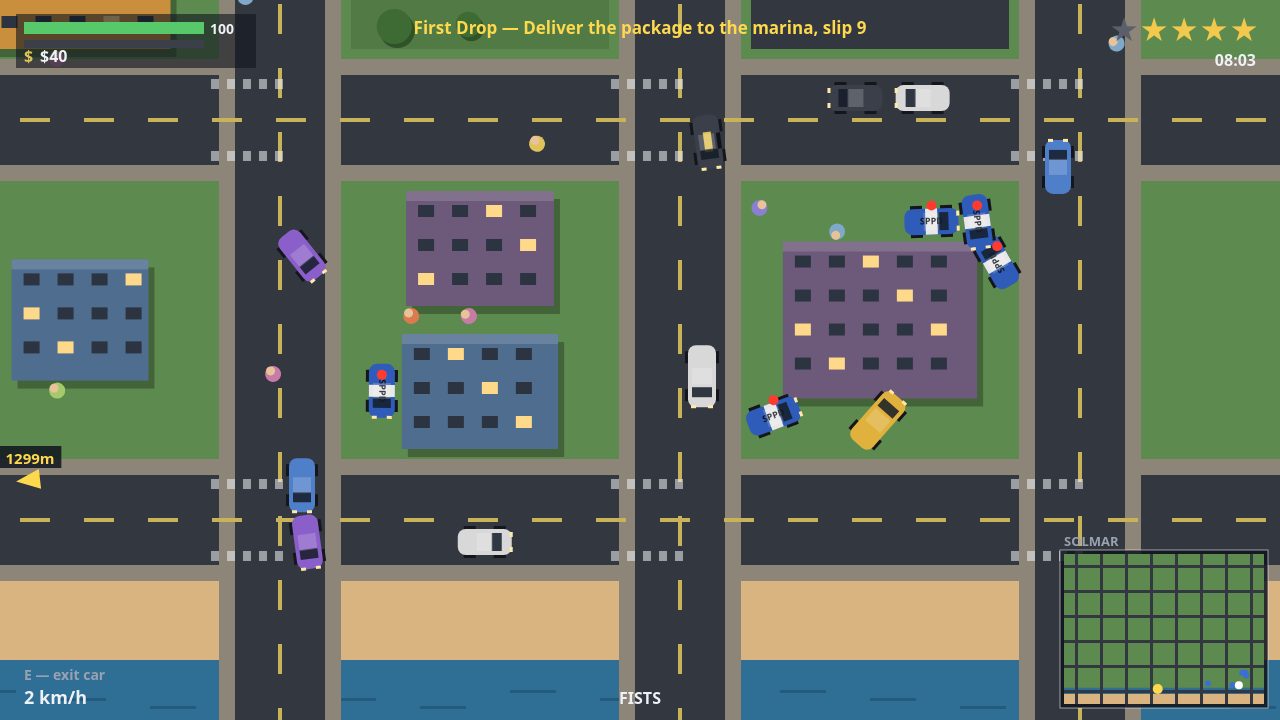 First Drop — Deliver the package to the marina, slip 9
100
$ $40
08:03
SPPD
SPPD
SPPD
SPPD
SPPD
1299m
SOLMAR
E — exit car
2 km/h
FISTS